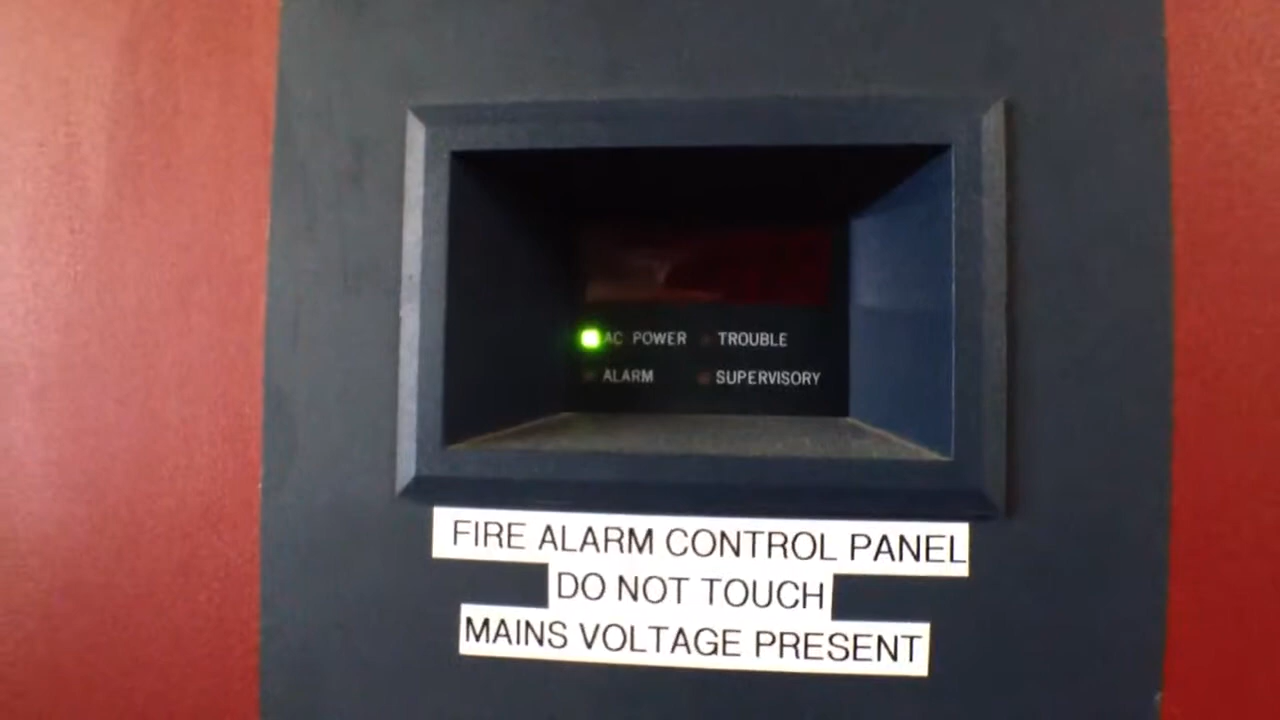 AC POWER TROUBLE
ALARM SUPERVISORY
FIRE ALARM CONTROL PANEL
DO NOT TOUCH
MAINS VOLTAGE PRESENT